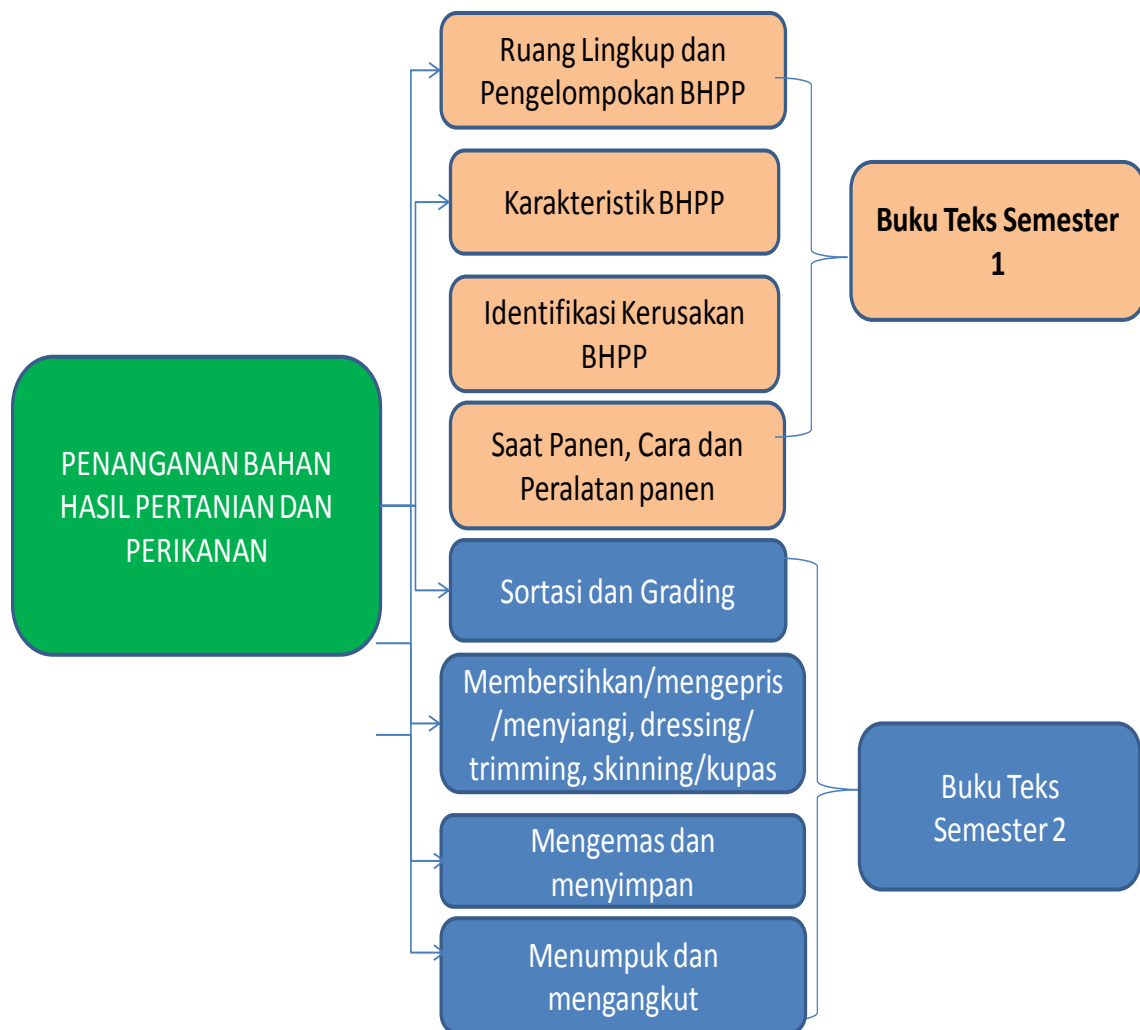 PENANGANAN BAHAN
HASIL PERTANIAN DAN
PERIKANAN
Ruang Lingkup dan
Pengelompokan BHPP
Karakteristik BHPP
Identifikasi Kerusakan
BHPP
Saat Panen, Cara dan
Peralatan panen
Sortasi dan Grading
Membersihkan/mengepris
/menyiangi, dressing/
trimming, skinning/kupas
Mengemas dan
menyimpan
Menumpuk dan
mengangkut
Buku Teks Semester
1
Buku Teks
Semester 2